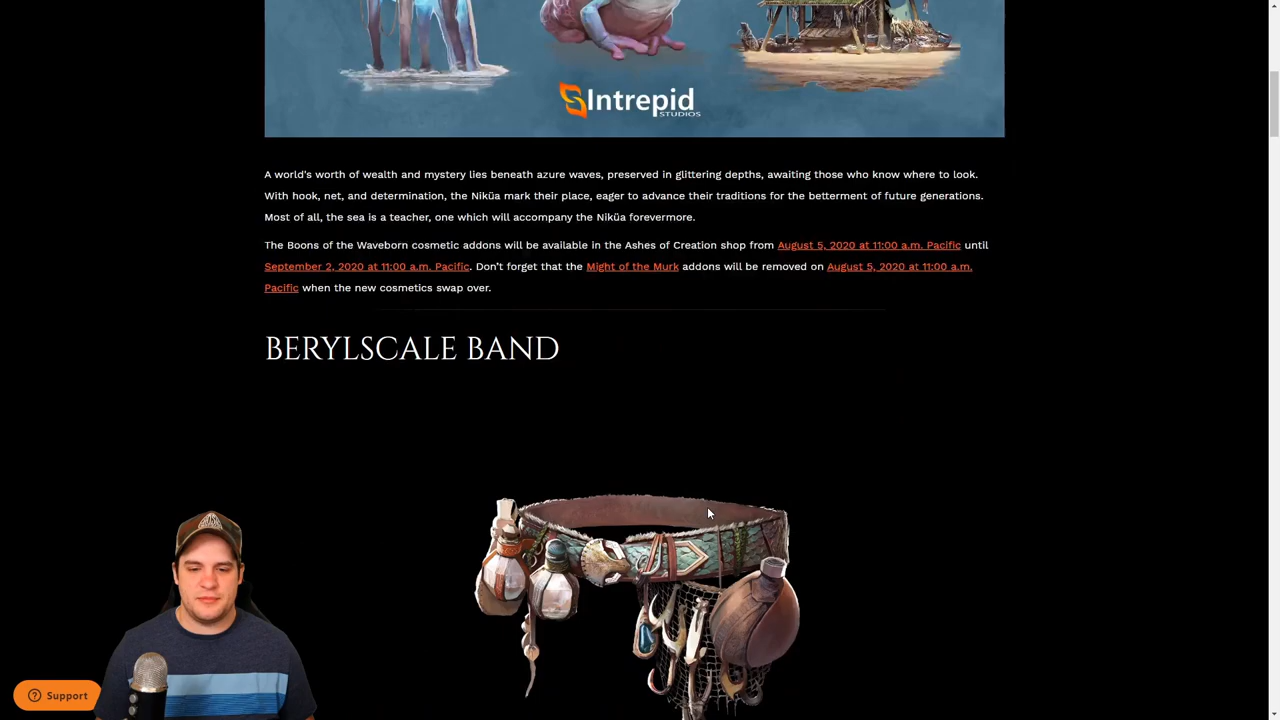 Intrepid
STUDIOS
A world's worth of wealth and mystery lies beneath azure waves, preserved in glittering depths, awaiting those who know where to look.
With hook, net, and determination, the Nikūa mark their place, eager to advance their traditions for the betterment of future generations.
Most of all, the sea is a teacher, one which will accompany the Nikūa forevermore.
The Boons of the Waveborn cosmetic addons will be available in the Ashes of Creation shop from August 5, 2020 at 11:00 a.m. Pacific until
September 2, 2020 at 11:00 a.m. Pacific. Don't forget that the Might of the Murk addons will be removed on August 5, 2020 at 11:00 a.m.
Pacific when the new cosmetics swap over.
BERYLSCALE BAND
Support